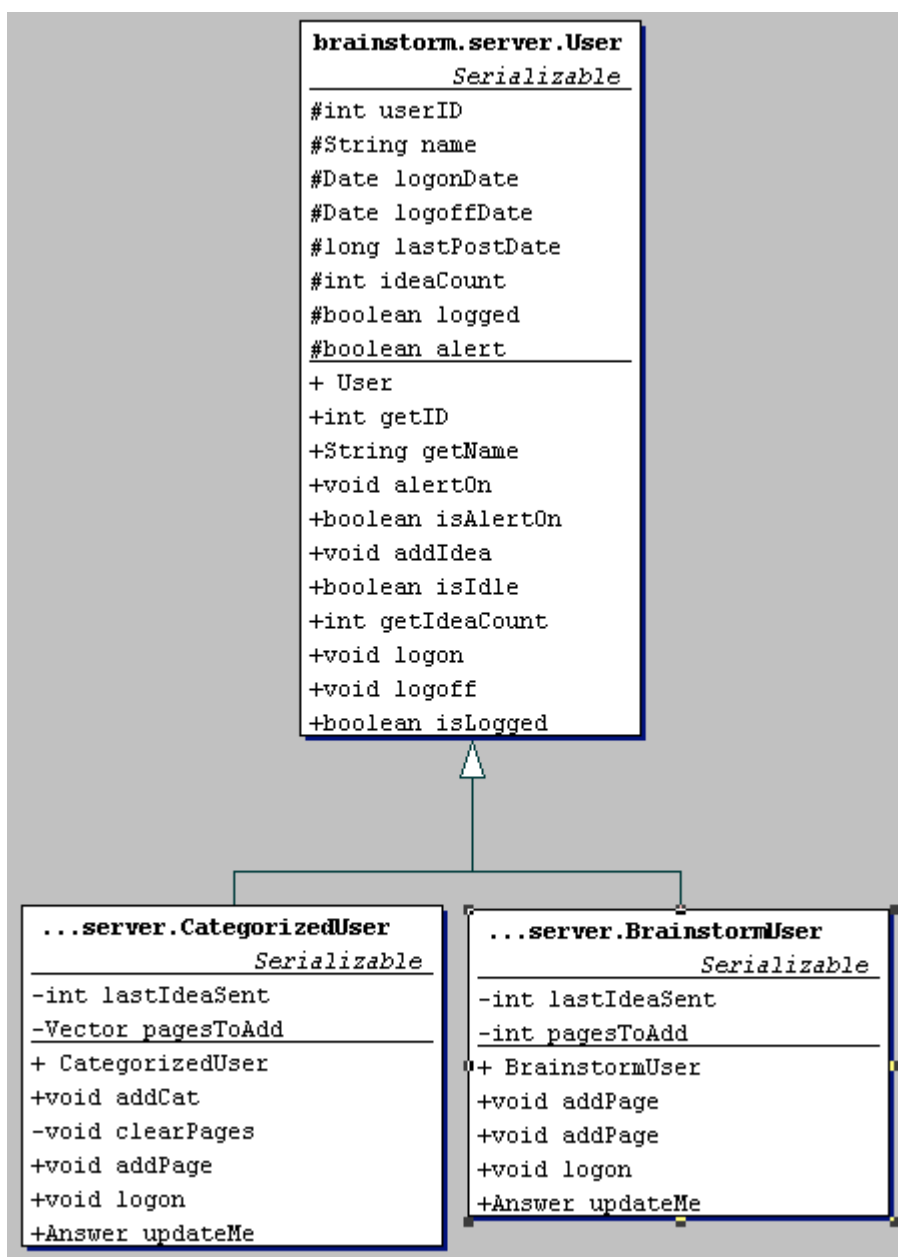 brainstorm.server.User
Serializable
#int userID
#String name
#Date logonDate
#Date logoffDate
#long lastPostDate
#int ideaCount
#boolean logged
#boolean alert
+ User
+int getID
+String getName
+void alertOn
+boolean isAlertOn
+void addIdea
+boolean isIdle
+int getIdeaCount
+void logon
+void logoff
+boolean isLogged
...server.CategorizedUser
Serializable
-int lastIdeaSent
-Vector pagesToAdd
+ CategorizedUser
+void addCat
-void clearPages
+void addPage
+void logon
+Answer updateMe
...server.BrainstormUser
Serializable
-int lastIdeaSent
-int pagesToAdd
+ BrainstormUser
+void addPage
+void addPage
+void logon
+Answer updateMe